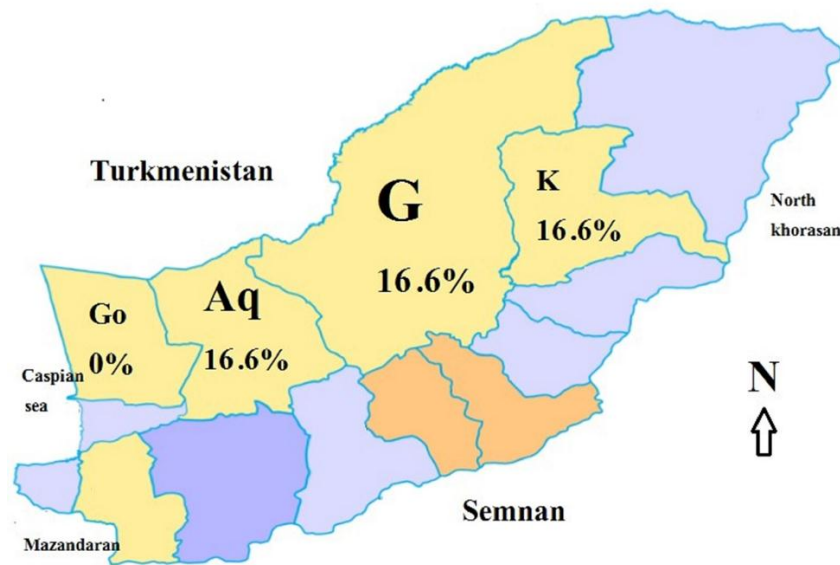 Turkmenistan
G
16.6%
K
16.6%
North
khorasan
Go
0%
Aq
16.6%
Caspian
sea
N
Semnan
Mazandaran